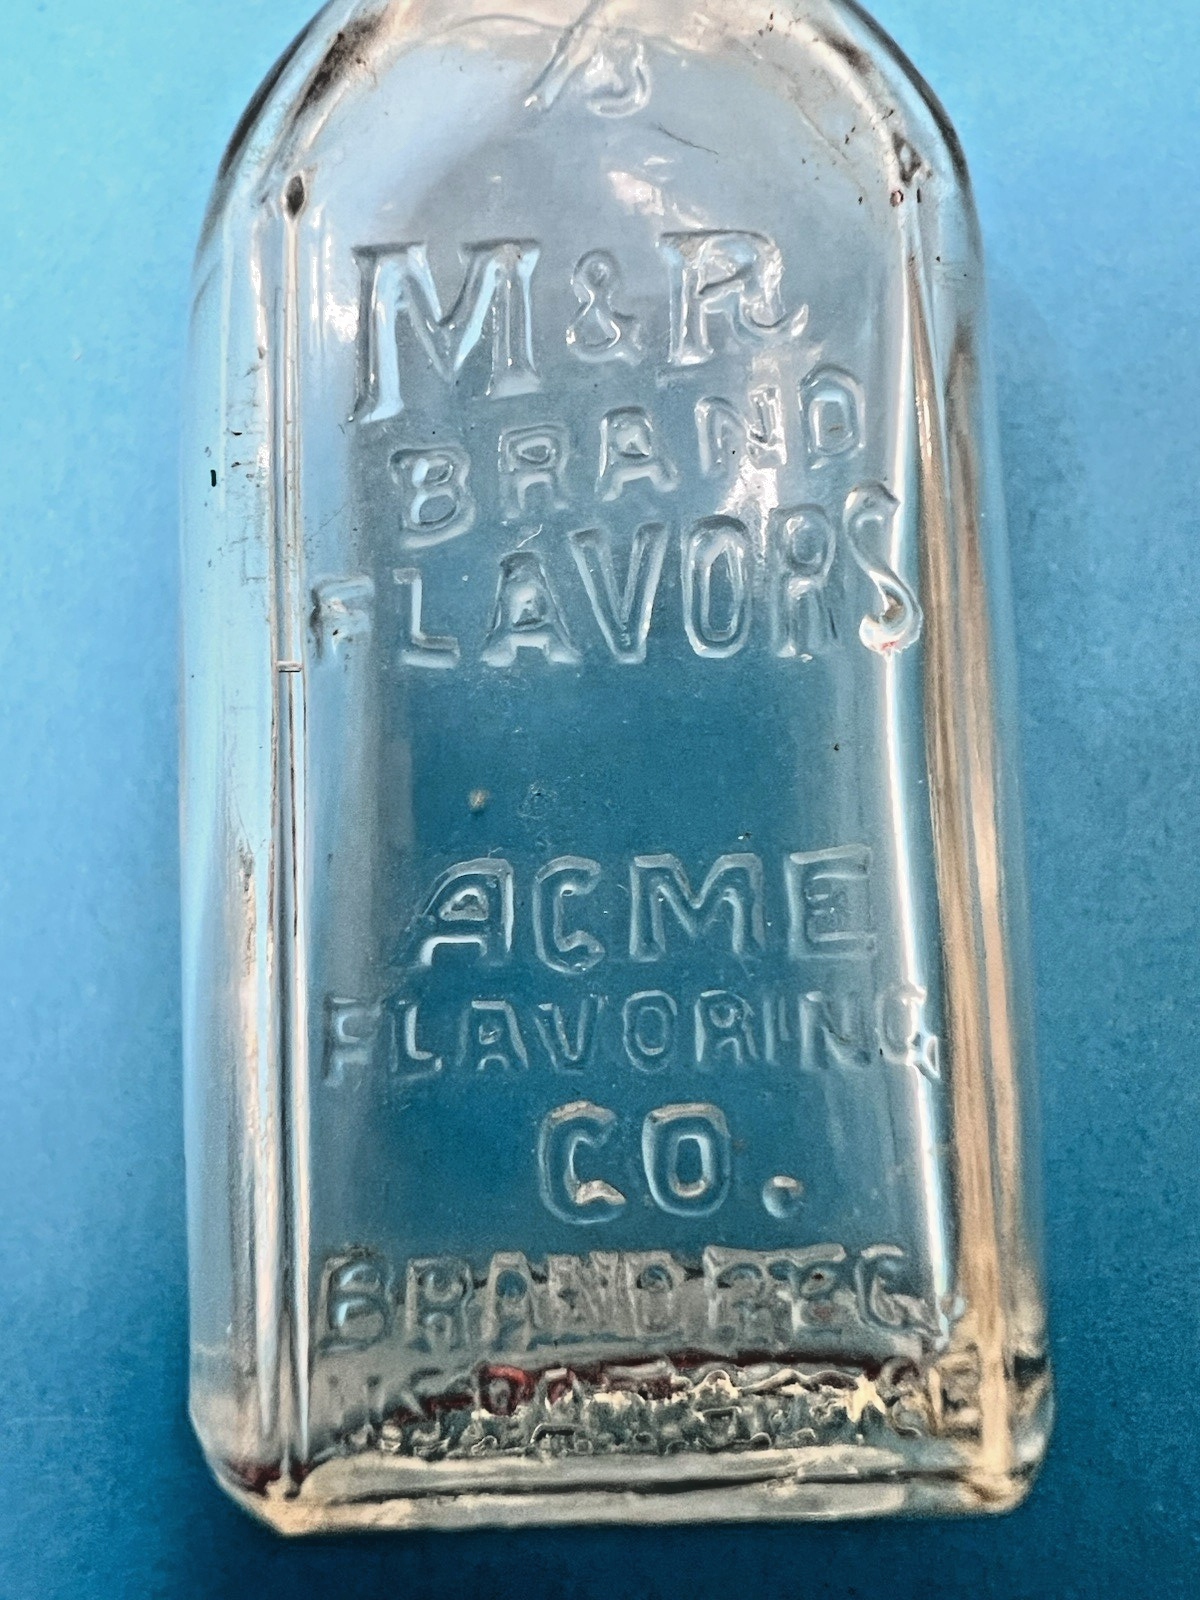 M & R
BRAND
FLAVORS
ACME
FLAVORING
CO.
BRAND REG.